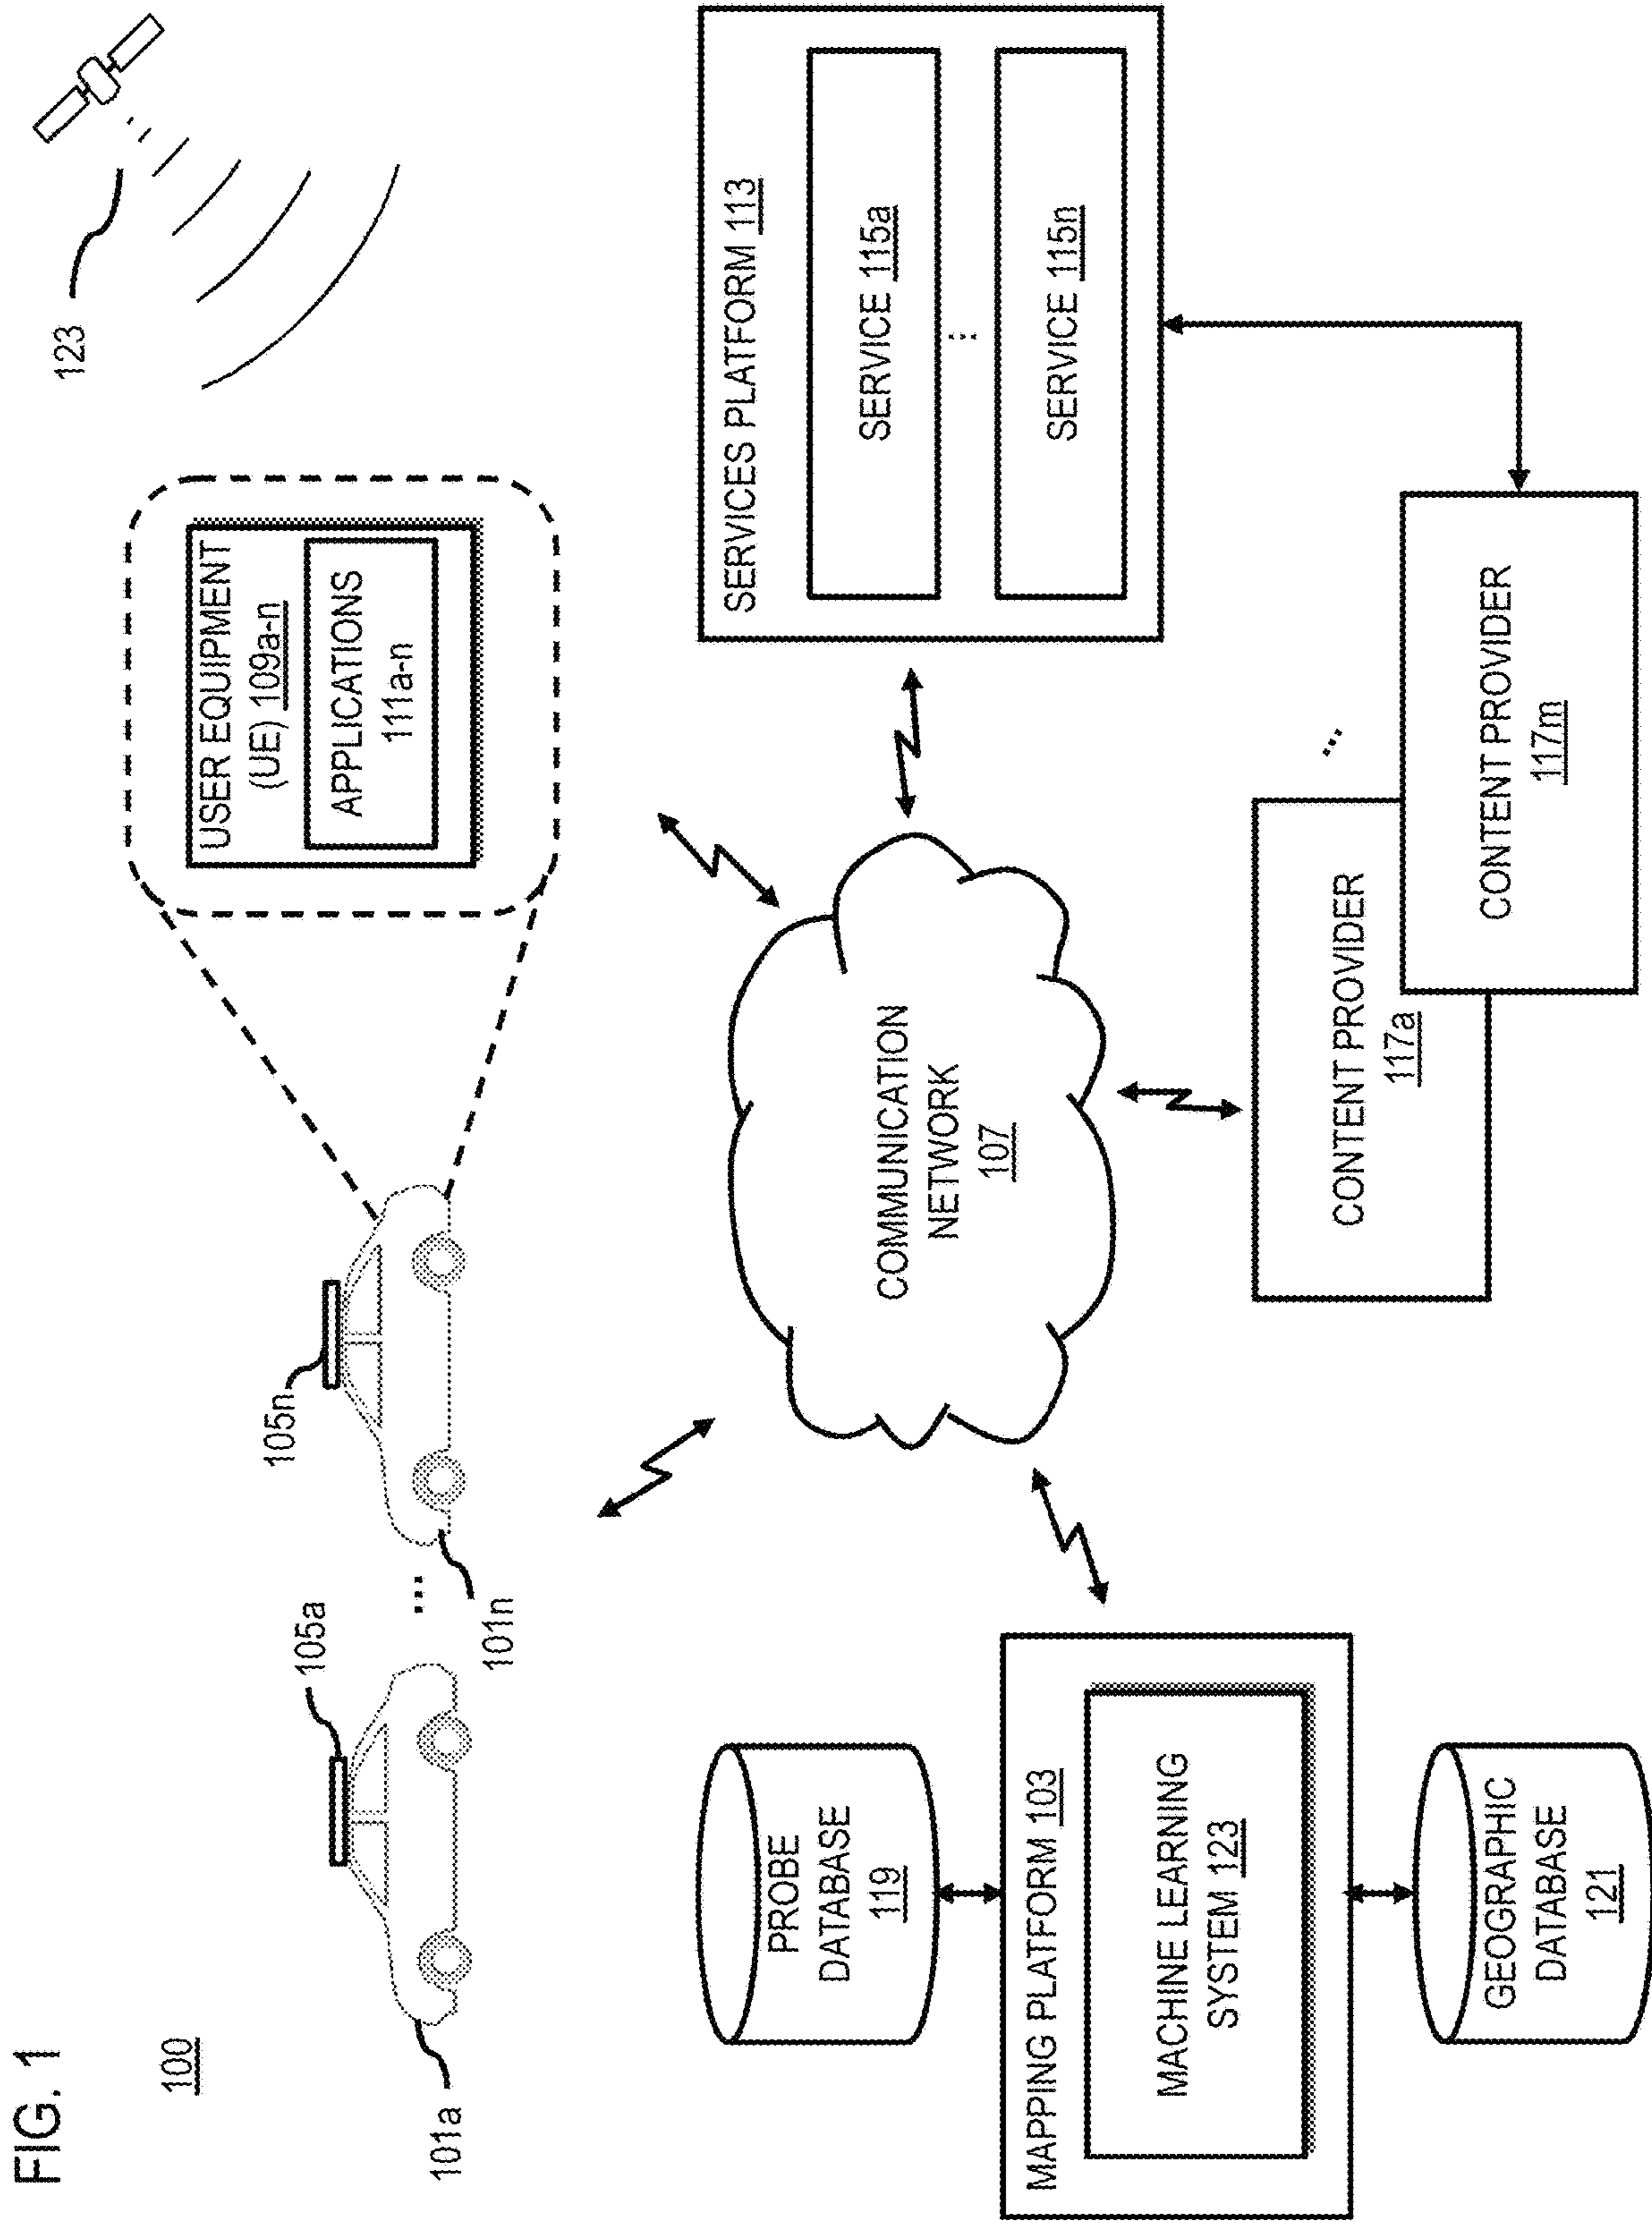 FIG. 1
100
101a
105a
101n
105n
USER EQUIPMENT
(UE) 109a-n
APPLICATIONS
111a-n
123
PROBE
DATABASE
119
MAPPING PLATFORM 103
MACHINE LEARNING
SYSTEM 123
GEOGRAPHIC
DATABASE
121
COMMUNICATION
NETWORK
107
SERVICES PLATFORM 113
SERVICE 115a
...
SERVICE 115n
CONTENT PROVIDER
117a
...
CONTENT PROVIDER
117m
...